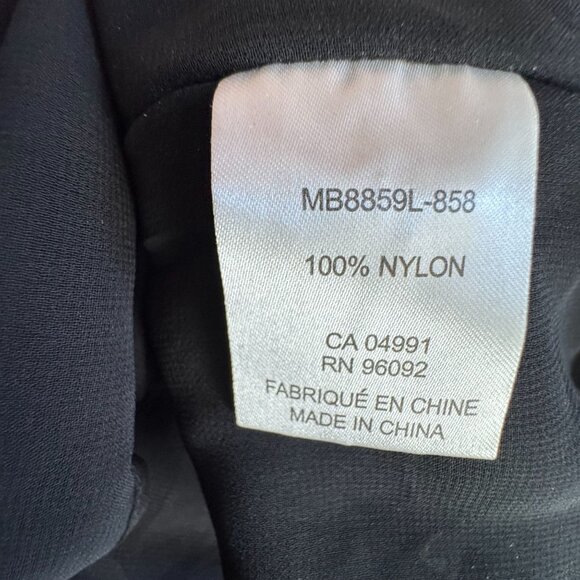 MB8859L-858
100% NYLON
CA 04991
RN 96092
FABRIQUÉ EN CHINE
MADE IN CHINA